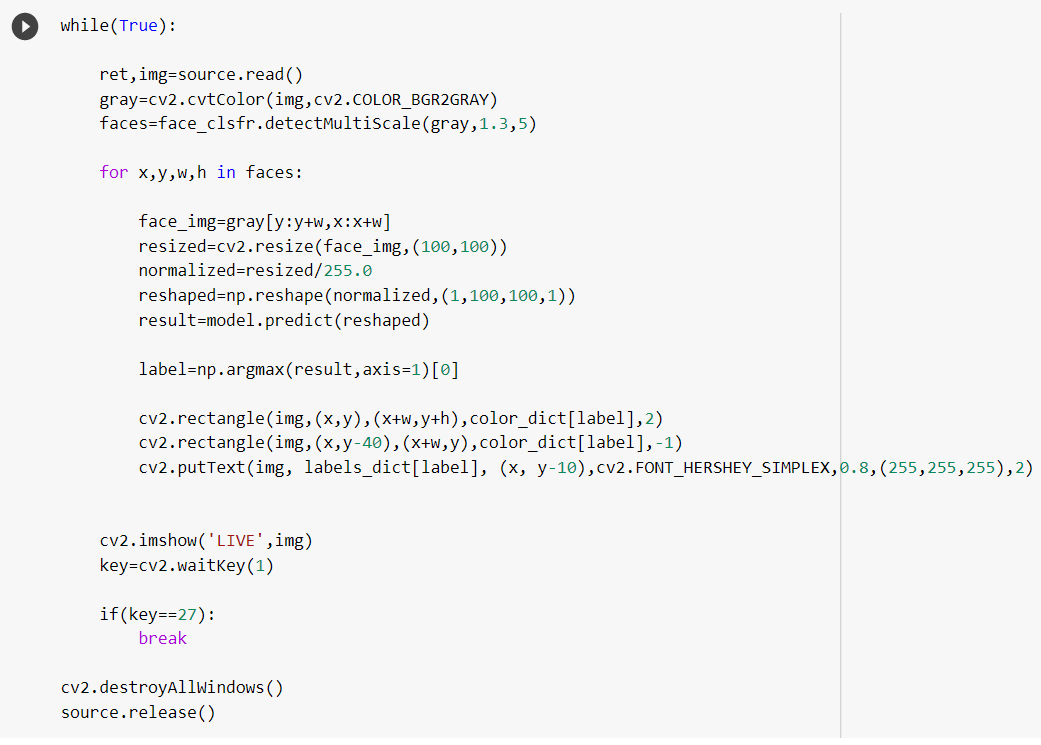 while(True):
ret,img=source.read()
gray=cv2.cvtColor(img,cv2.COLOR_BGR2GRAY)
faces=face_clsfr.detectMultiScale(gray,1.3,5)
for x,y,w,h in faces:
face_img=gray[y:y+w,x:x+w]
resized=cv2.resize(face_img,(100,100))
normalized=resized/255.0
reshaped=np.reshape(normalized,(1,100,100,1))
result=model.predict(reshaped)
label=np.argmax(result,axis=1)[0]
cv2.rectangle(img,(x,y),(x+w,y+h),color_dict[label],2)
cv2.rectangle(img,(x,y-40),(x+w,y),color_dict[label],-1)
cv2.putText(img, labels_dict[label], (x, y-10),cv2.FONT_HERSHEY_SIMPLEX,0.8,(255,255,255),2)
cv2.imshow('LIVE',img)
key=cv2.waitKey(1)
if(key==27):
break
cv2.destroyAllWindows()
source.release()